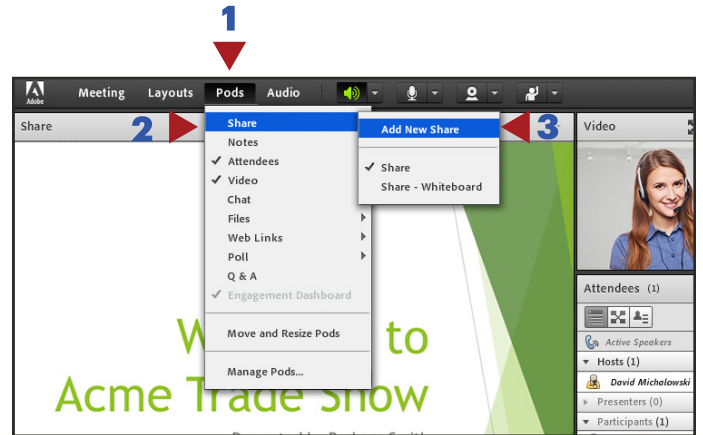 1
Adobe Meeting Layouts Pods Audio
Share
2
3
Share
Notes
✓ Attendees
✓ Video
Chat
Files
Web Links
Poll
Q & A
✓ Engagement Dashboard
Move and Resize Pods
Manage Pods...
Add New Share
✓ Share
Share - Whiteboard
to
Acme Trade Show
Video
Attendees (1)
Active Speakers
Hosts (1)
David Michalowski
Presenters (0)
Participants (1)